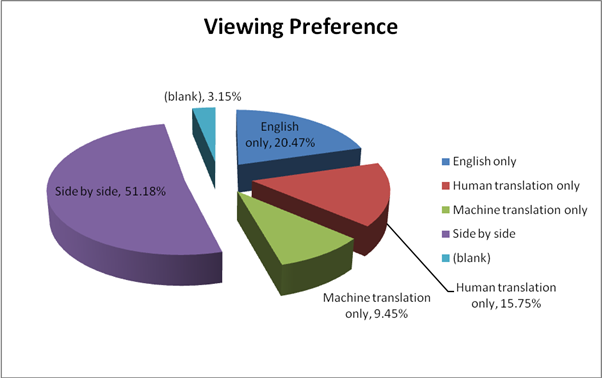 Viewing Preference
(blank), 3.15%
English
only, 20.47%
Side by side, 51.18%
English only
Human translation only
Machine translation only
Side by side
(blank)
Human translation
only, 15.75%
Machine translation
only, 9.45%